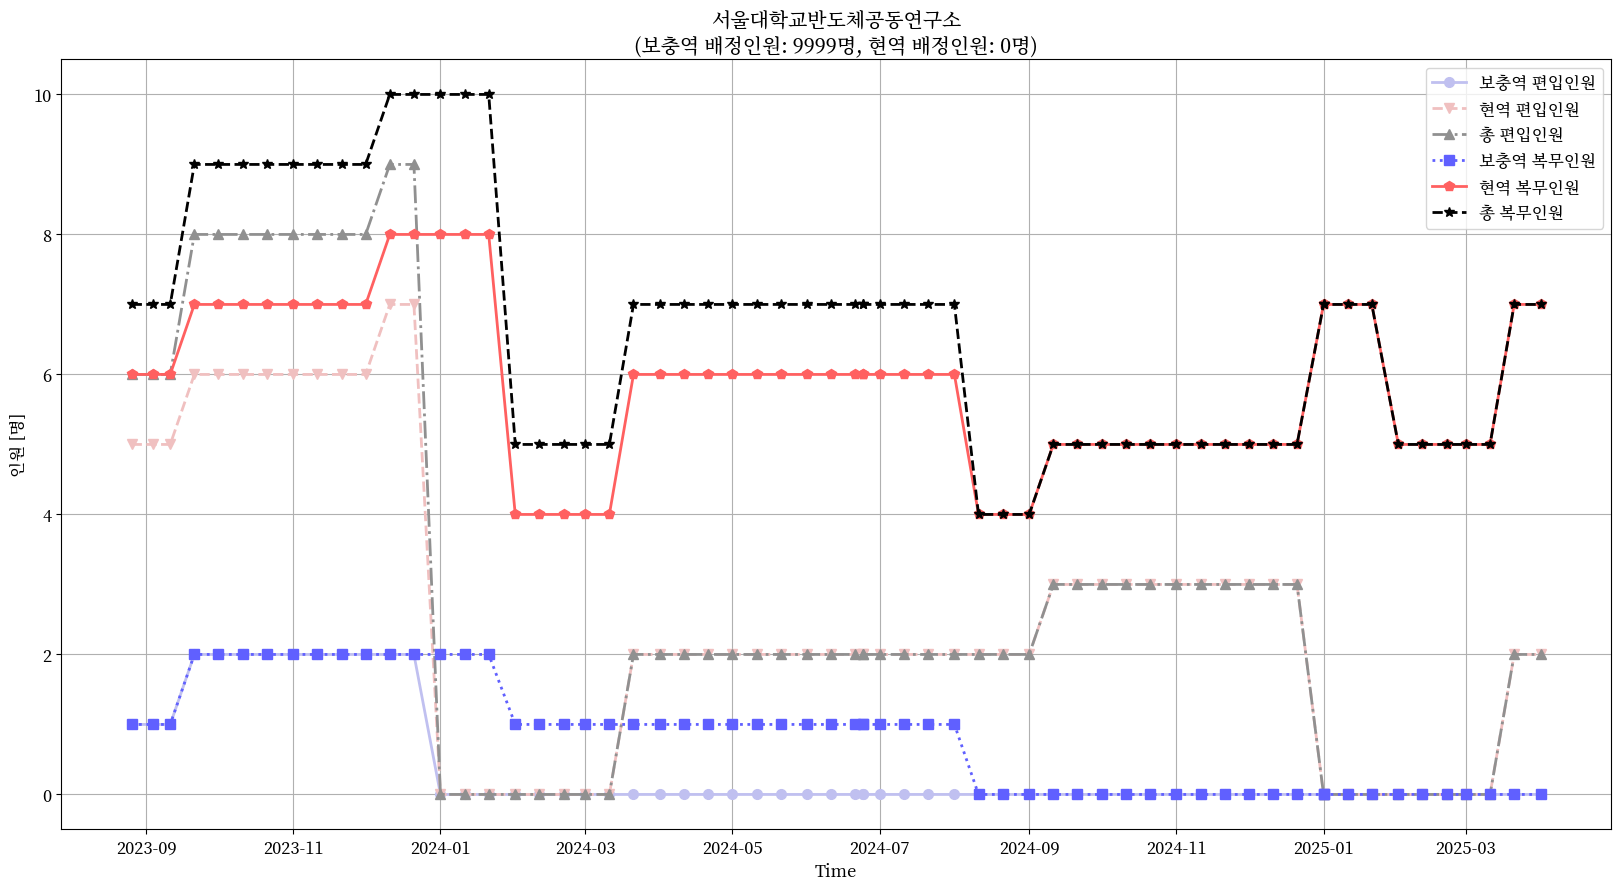 서울대학교반도체공동연구소
(보충역 배정인원: 9999명, 현역 배정인원: 0명)
보충역 편입인원
현역 편입인원
총 편입인원
보충역 복무인원
현역 복무인원
총 복무인원
인원 [명]
10
8
6
4
2
0
2023-09
2023-11
2024-01
2024-03
2024-05
2024-07
2024-09
2024-11
2025-01
2025-03
Time